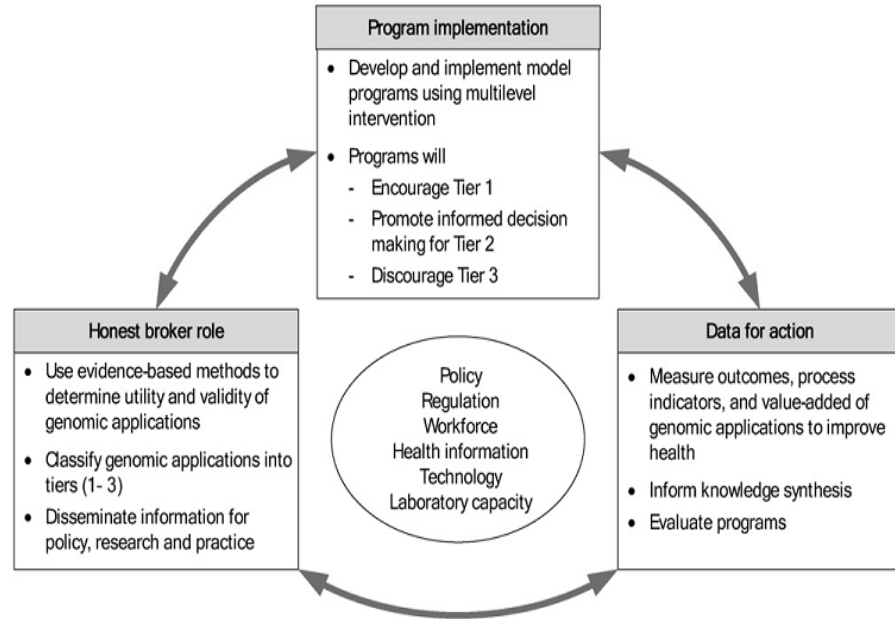 Program implementation
• Develop and implement model
programs using multilevel
intervention
• Programs will
- Encourage Tier 1
- Promote informed decision
making for Tier 2
- Discourage Tier 3
Honest broker role
• Use evidence-based methods to
determine utility and validity of
genomic applications
• Classify genomic applications into
tiers (1- 3)
• Disseminate information for
policy, research and practice
Policy
Regulation
Workforce
Health information
Technology
Laboratory capacity
Data for action
• Measure outcomes, process
indicators, and value-added of
genomic applications to improve
health
• Inform knowledge synthesis
• Evaluate programs